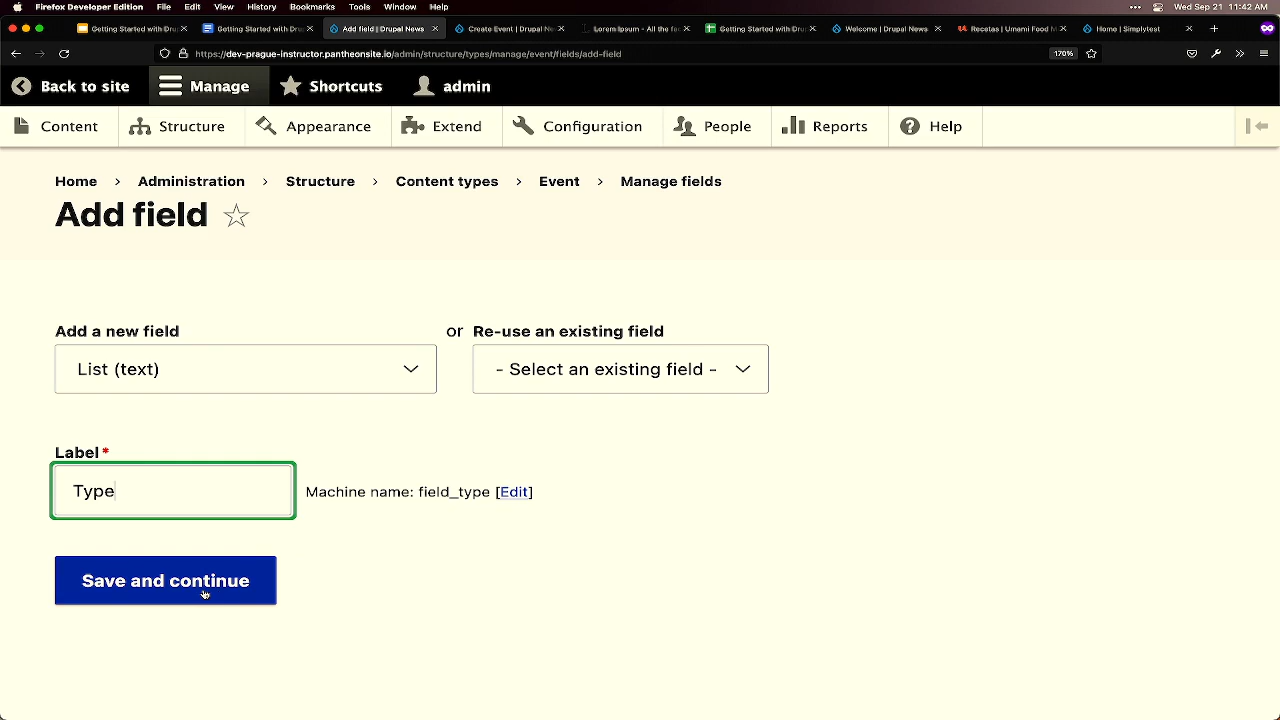 Firefox Developer Edition File Edit View History Bookmarks Tools Window Help Wed Sep 21 11:42 AM
Getting Started with Dru Getting Started with Dru Add field | Drupal News Create Event | Drupal Ne Lorem Ipsum - All the fac Getting Started with Dru Welcome | Drupal News Recetas | Umami Food M Home | Simplytest
https://dev-prague-instructor.pantheonsite.io/admin/structure/types/manage/event/fields/add-field 170%
Back to site Manage Shortcuts admin
Content Structure Appearance Extend Configuration People Reports Help
Home > Administration > Structure > Content types > Event > Manage fields
Add field
Add a new field or Re-use an existing field
List (text) - Select an existing field -
Label *
Type Machine name: field_type [Edit]
Save and continue